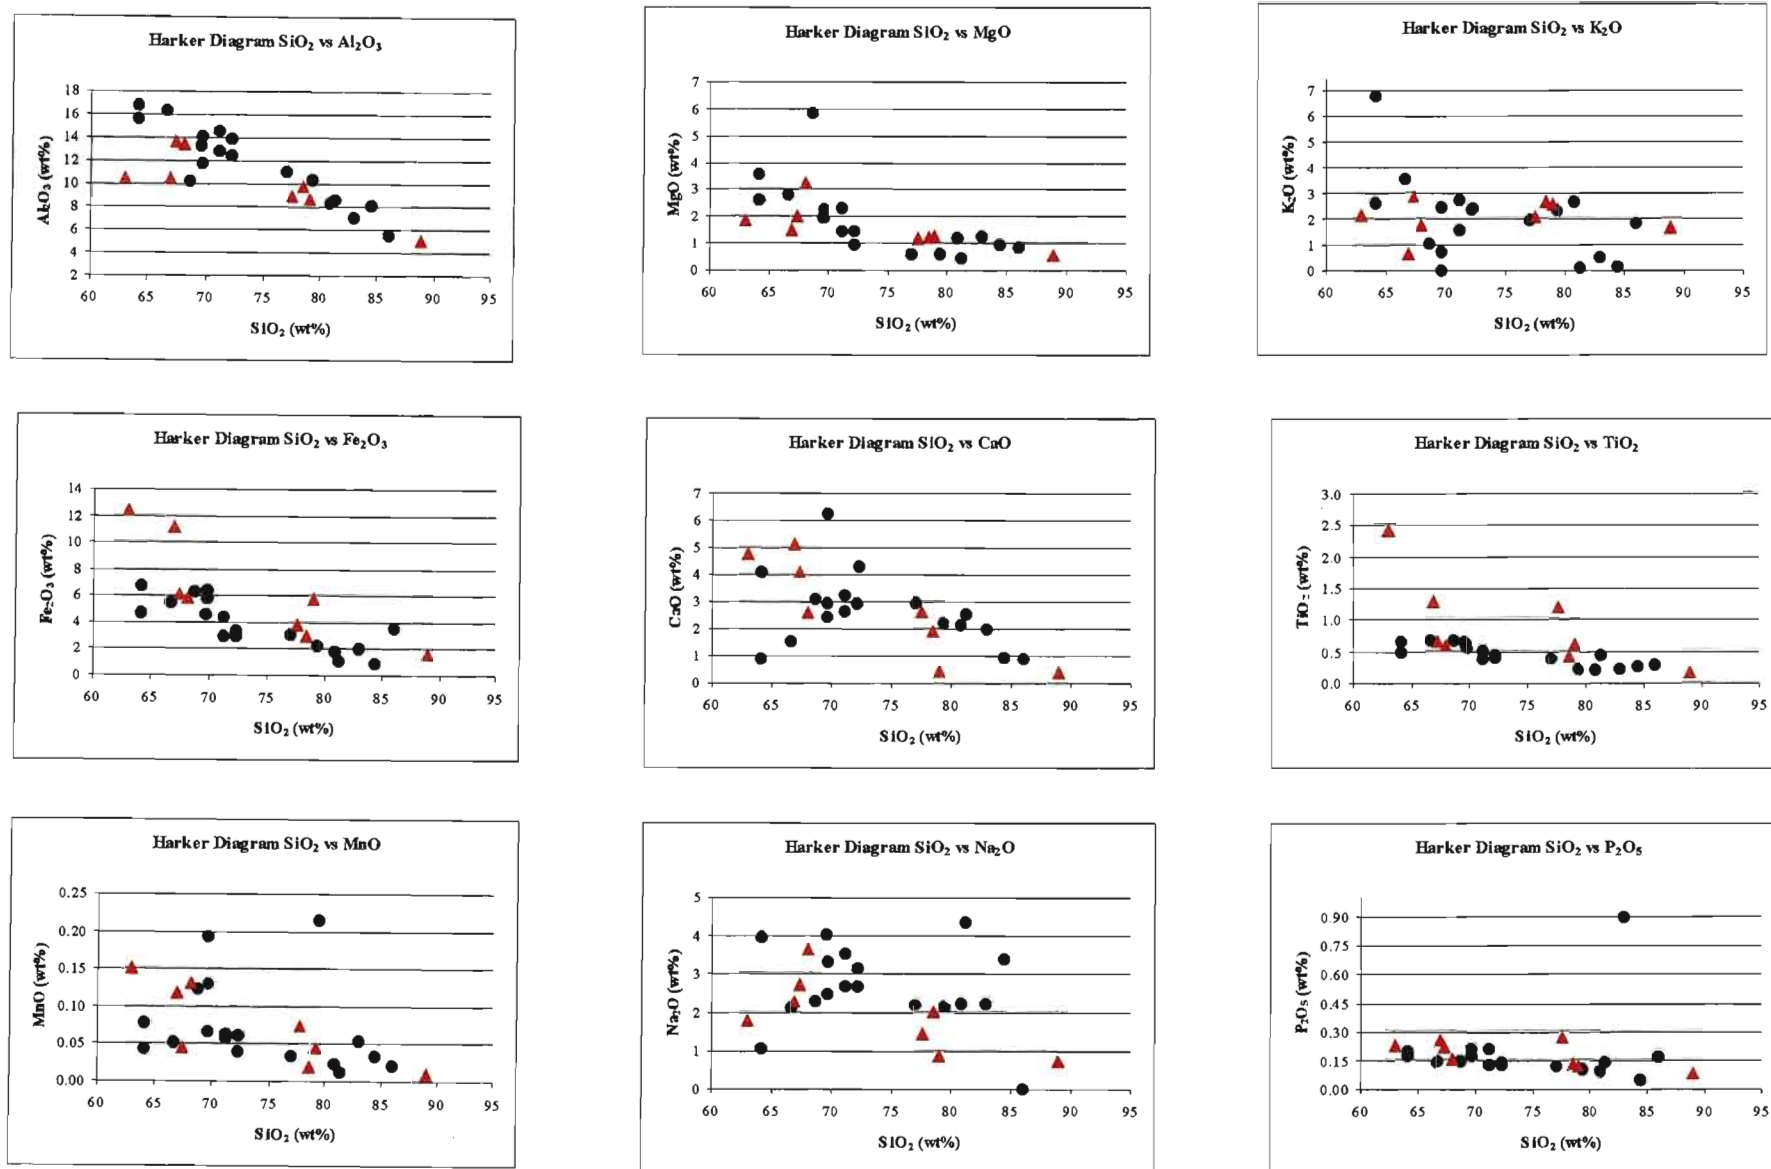 Harker Diagram SiO₂ vs Al₂O₃
18
16
14
12
10
8
6
4
2
Al₂O₃ (wt%)
60 65 70 75 80 85 90 95
SiO₂ (wt%)
Harker Diagram SiO₂ vs MgO
7
6
5
4
3
2
1
0
MgO (wt%)
60 65 70 75 80 85 90 95
SiO₂ (wt%)
Harker Diagram SiO₂ vs K₂O
7
6
5
4
3
2
1
0
K₂O (wt%)
60 65 70 75 80 85 90 95
SiO₂ (wt%)
Harker Diagram SiO₂ vs Fe₂O₃
14
12
10
8
6
4
2
0
Fe₂O₃ (wt%)
60 65 70 75 80 85 90 95
SiO₂ (wt%)
Harker Diagram SiO₂ vs CaO
7
6
5
4
3
2
1
0
CaO (wt%)
60 65 70 75 80 85 90 95
SiO₂ (wt%)
Harker Diagram SiO₂ vs TiO₂
3.0
2.5
2.0
1.5
1.0
0.5
0.0
TiO₂ (wt%)
60 65 70 75 80 85 90 95
SiO₂ (wt%)
Harker Diagram SiO₂ vs MnO
0.25
0.20
0.15
0.10
0.05
0.00
MnO (wt%)
60 65 70 75 80 85 90 95
SiO₂ (wt%)
Harker Diagram SiO₂ vs Na₂O
5
4
3
2
1
0
Na₂O (wt%)
60 65 70 75 80 85 90 95
SiO₂ (wt%)
Harker Diagram SiO₂ vs P₂O₅
0.90
0.75
0.60
0.45
0.30
0.15
0.00
P₂O₅ (wt%)
60 65 70 75 80 85 90 95
SiO₂ (wt%)